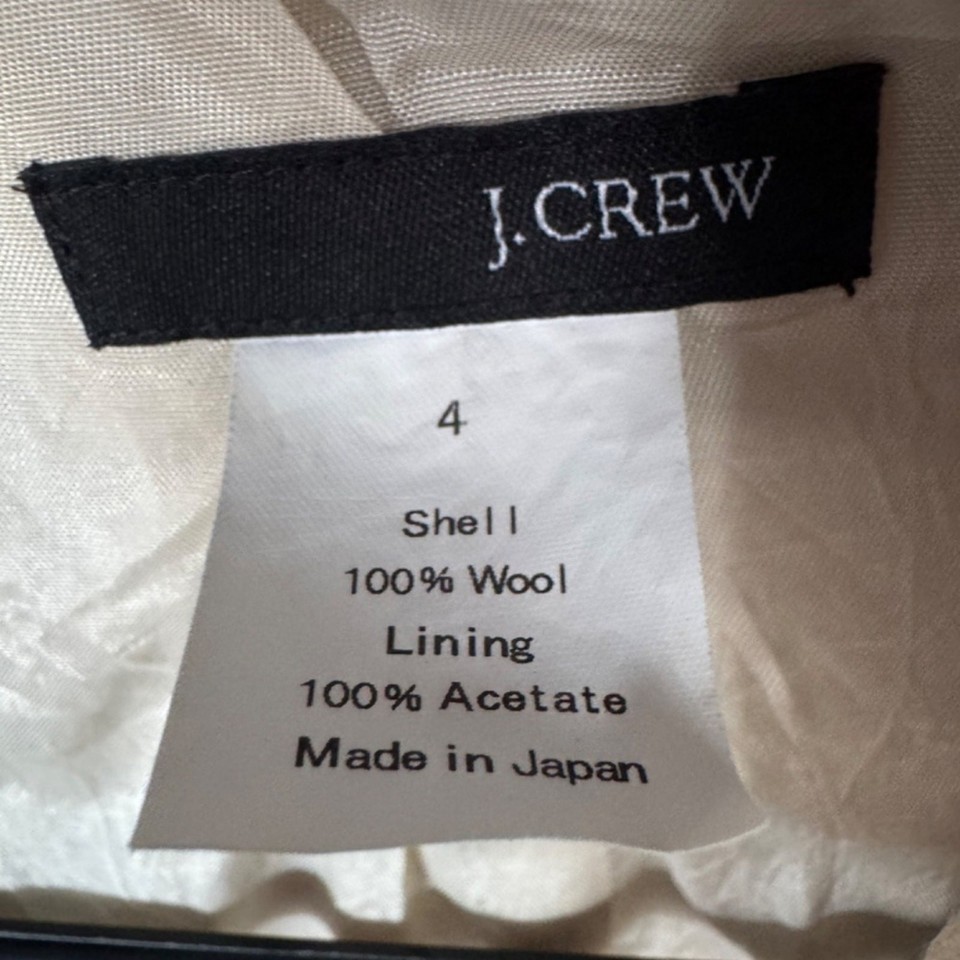 J.CREW
4
Shell
100% Wool
Lining
100% Acetate
Made in Japan